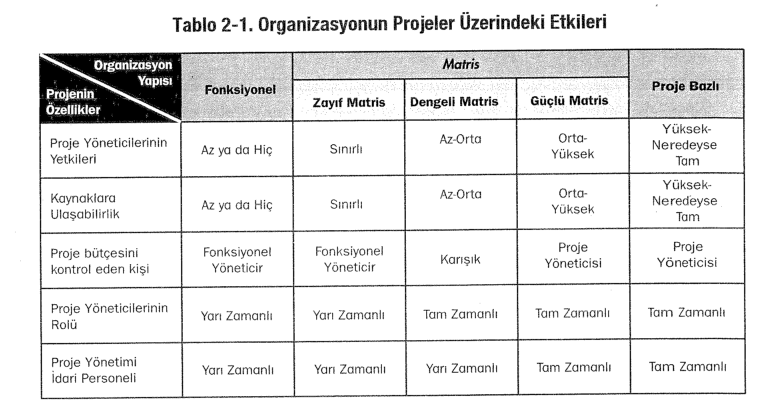 Tablo 2-1. Organizasyonun Projeler Üzerindeki Etkileri
Organizasyon
Yapısı
Projenin
Özellikler
Fonksiyonel
Matris
Zayıf Matris
Dengeli Matris
Güçlü Matris
Proje Bazlı
Proje Yöneticilerinin
Yetkileri
Az ya da Hiç
Sınırlı
Az-Orta
Orta-
Yüksek
Yüksek-
Neredeyse
Tam
Kaynaklara
Ulaşabilirlik
Az ya da Hiç
Sınırlı
Az-Orta
Orta-
Yüksek
Yüksek-
Neredeyse
Tam
Proje bütçesini
kontrol eden kişi
Fonksiyonel
Yöneticir
Fonksiyonel
Yöneticir
Karışık
Proje
Yöneticisi
Proje
Yöneticisi
Proje Yöneticilerinin
Rolü
Yarı Zamanlı
Yarı Zamanlı
Tam Zamanlı
Tam Zamanlı
Tam Zamanlı
Proje Yönetimi
İdari Personeli
Yarı Zamanlı
Yarı Zamanlı
Yarı Zamanlı
Tam Zamanlı
Tam Zamanlı